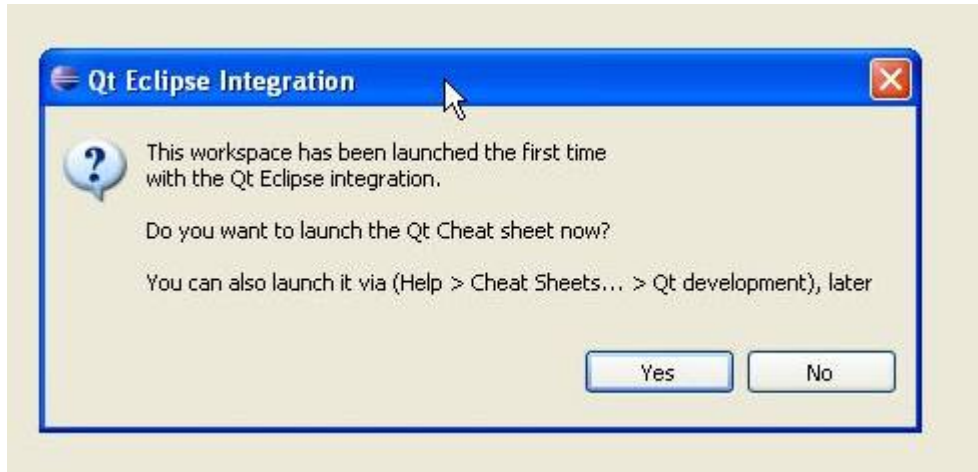 Qt Eclipse Integration
This workspace has been launched the first time
with the Qt Eclipse integration.
Do you want to launch the Qt Cheat sheet now?
You can also launch it via (Help > Cheat Sheets... > Qt development), later
Yes No